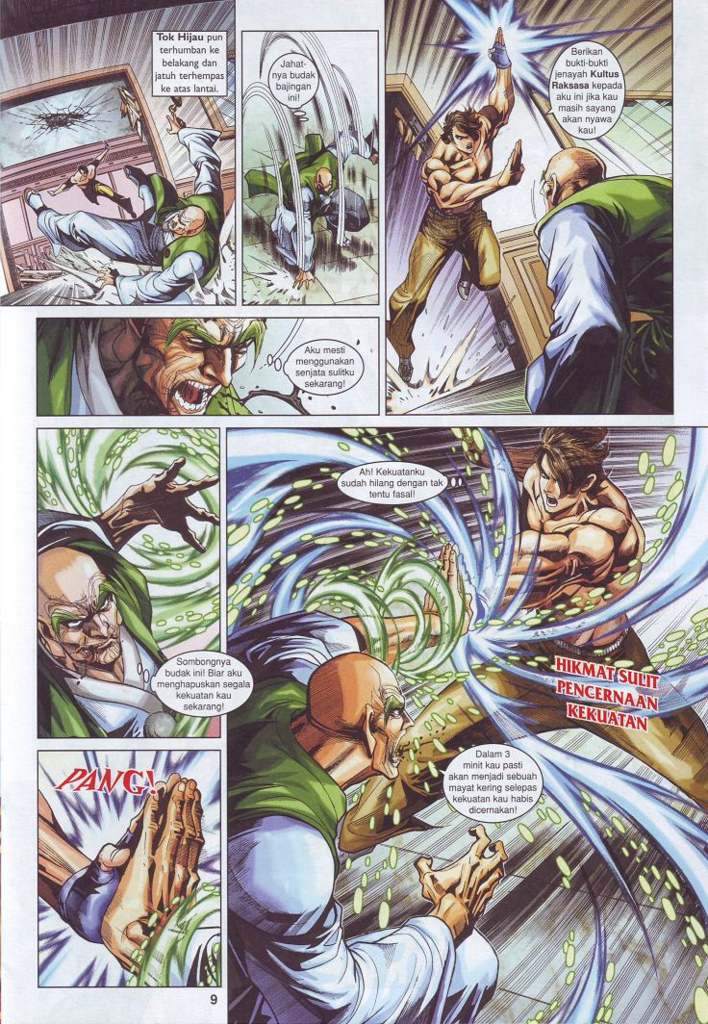 Tok Hijau pun
terhumban ke
belakang dan
jatuh terhempas
ke atas lantai.
Jahat-
nya budak
bajingan
ini!
Berikan
bukti-bukti
jenayah Kultus
Raksasa kepada
aku ini jika kau
masih sayang
akan nyawa
kau!
Aku mesti
menggunakan
senjata sulitku
sekarang!
Sombongnya
budak ini! Biar aku
menghapuskan segala
kekuatan kau
sekarang!
PANG!
Ah! Kekuatanku
sudah hilang dengan tak
tentu fasal!
HIKMAT SULIT
PENCERNAAN
KEKUATAN
Dalam 3
minit kau pasti
akan menjadi sebuah
mayat kering selepas
kekuatan kau habis
dicernakan!
9